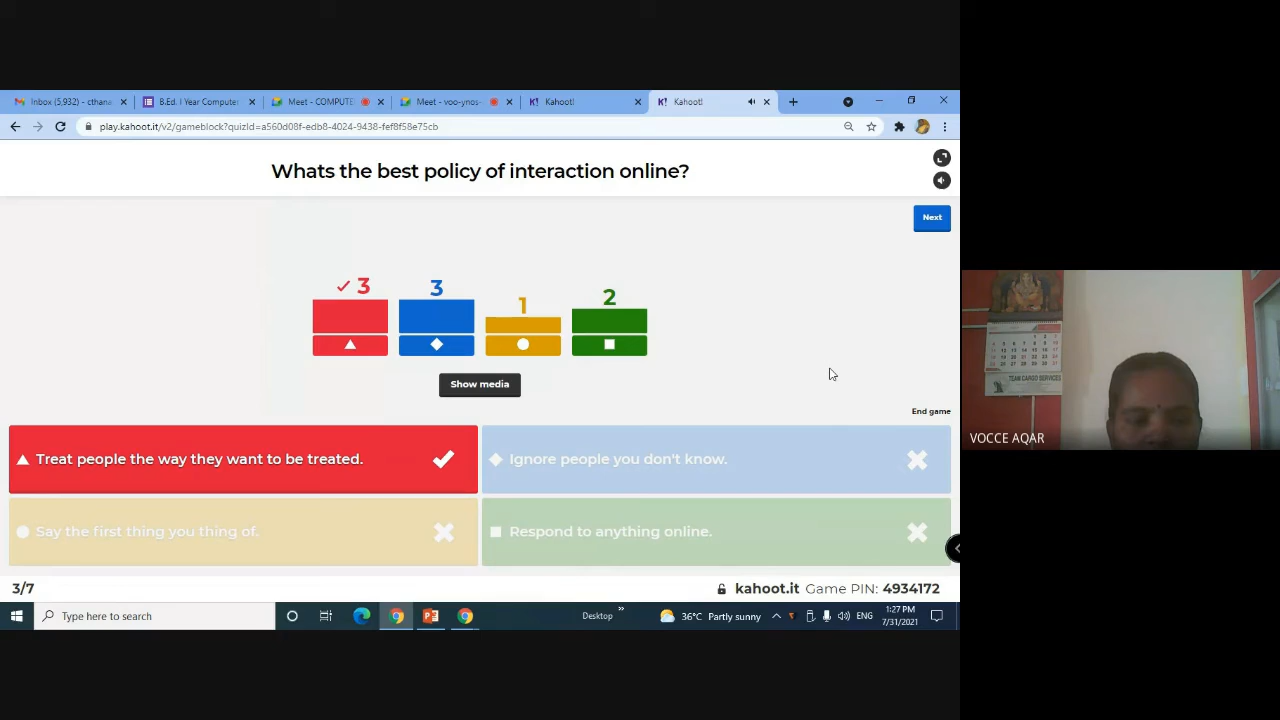 Inbox (5,932) - cthana
B.Ed. I Year Compute
Meet - COMPUTE
Meet - voo-ynos-
Kahoot!
Kahoot!
play.kahoot.it/v2/gameblock?quizId=a560d08f-edb8-4024-9438-fef8f58e75cb
Whats the best policy of interaction online?
Next
3
3
1
2
Show media
End game
Treat people the way they want to be treated.
Ignore people you don't know.
Say the first thing you thing of.
Respond to anything online.
3/7
kahoot.it Game PIN: 4934172
Type here to search
Desktop
36°C Partly sunny
ENG
1:27 PM
7/31/2021
TEAM CARGO SERVICES
VOCCE AQAR